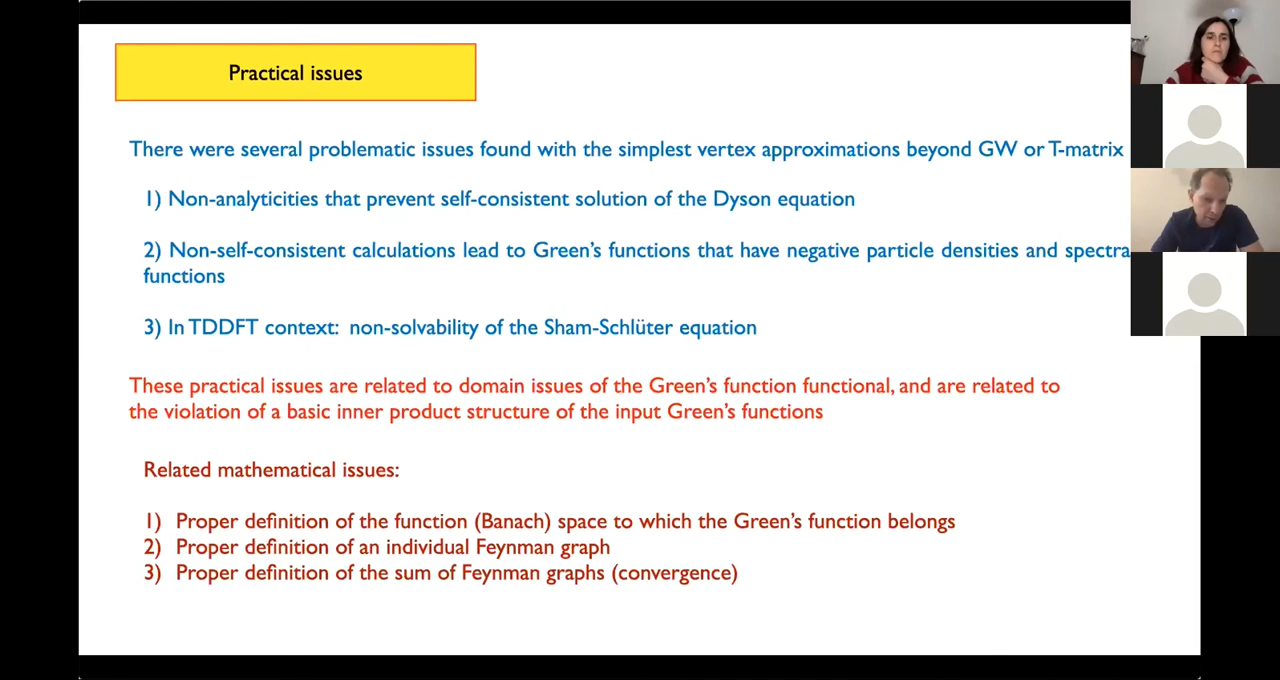 Practical issues
There were several problematic issues found with the simplest vertex approximations beyond GW or T-matrix
1) Non-analyticities that prevent self-consistent solution of the Dyson equation
2) Non-self-consistent calculations lead to Green's functions that have negative particle densities and spectra
functions
3) In TDDFT context: non-solvability of the Sham-Schlüter equation
These practical issues are related to domain issues of the Green's function functional, and are related to
the violation of a basic inner product structure of the input Green's functions
Related mathematical issues:
1) Proper definition of the function (Banach) space to which the Green's function belongs
2) Proper definition of an individual Feynman graph
3) Proper definition of the sum of Feynman graphs (convergence)